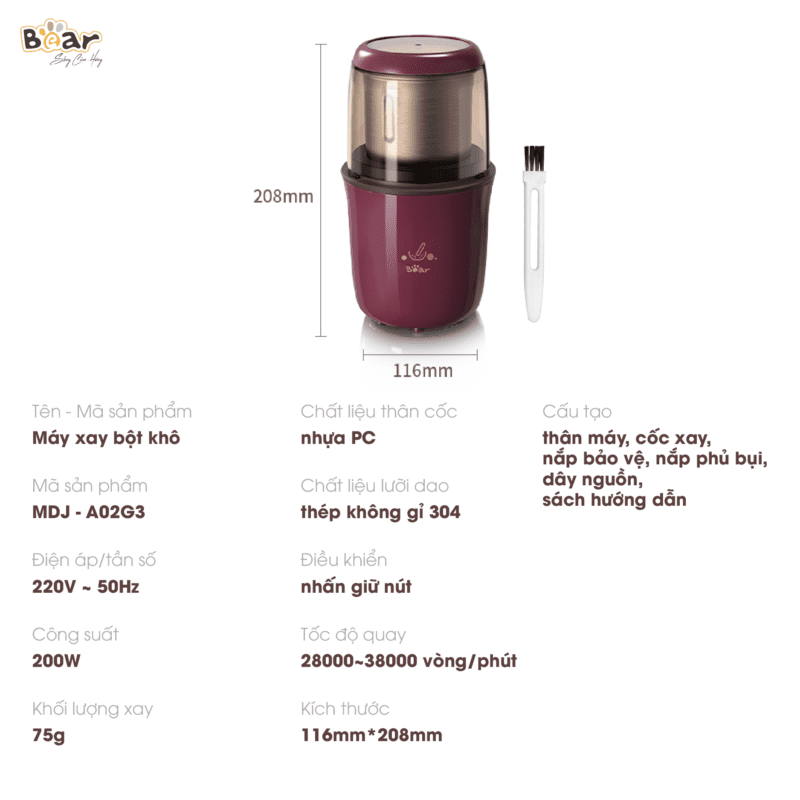 Bear
Sống Cân Bằng
208mm
Bear
116mm
Tên - Mã sản phẩm
Máy xay bột khô
Mã sản phẩm
MDJ - A02G3
Điện áp/tần số
220V ~ 50Hz
Công suất
200W
Khối lượng xay
75g
Chất liệu thân cốc
nhựa PC
Chất liệu lưỡi dao
thép không gỉ 304
Điều khiển
nhấn giữ nút
Tốc độ quay
28000~38000 vòng/phút
Kích thước
116mm*208mm
Cấu tạo
thân máy, cốc xay,
nắp bảo vệ, nắp phủ bụi,
dây nguồn,
sách hướng dẫn